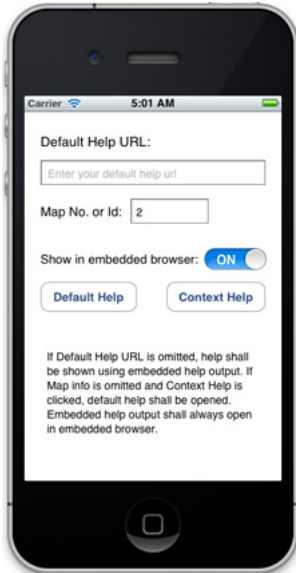 Carrier 5:01 AM
Default Help URL:
Enter your default help url
Map No. or Id: 2
Show in embedded browser: ON
Default Help Context Help
If Default Help URL is omitted, help shall
be shown using embedded help output. If
Map info is omitted and Context Help is
clicked, default help shall be opened.
Embedded help output shall always open
in embedded browser.